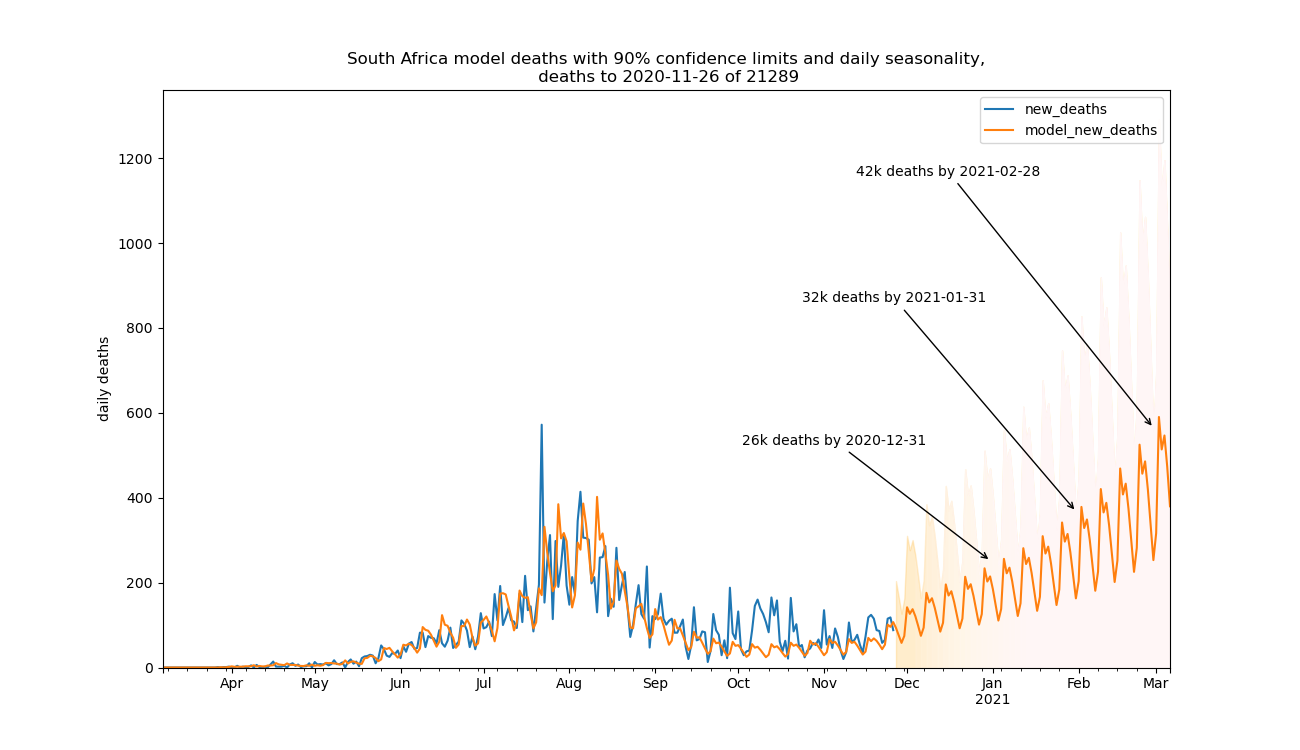 South Africa model deaths with 90% confidence limits and daily seasonality,
deaths to 2020-11-26 of 21289
new_deaths
model_new_deaths
1200
1000
800
600
400
200
0
daily deaths
42k deaths by 2021-02-28
32k deaths by 2021-01-31
26k deaths by 2020-12-31
Apr May Jun Jul Aug Sep Oct Nov Dec Jan Feb Mar
2021